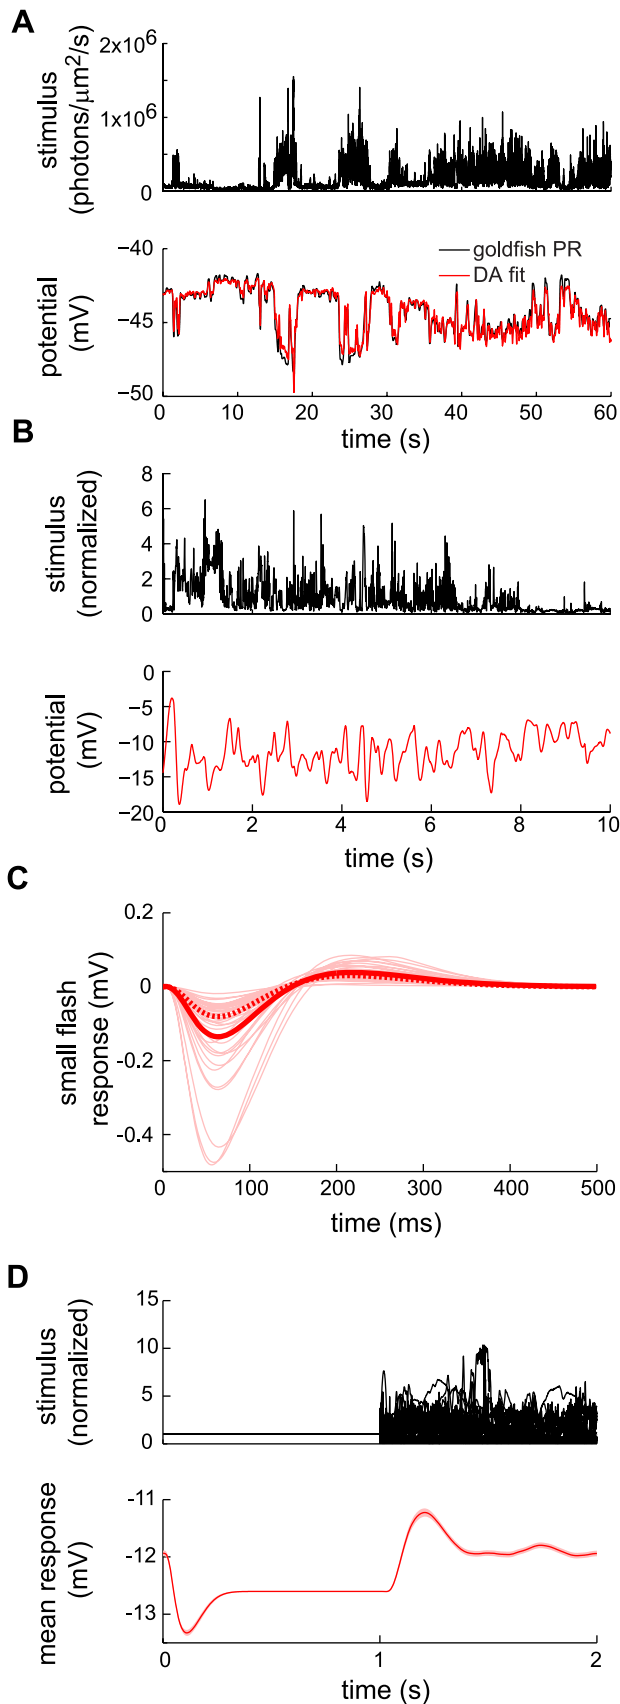 A
stimulus
(photons/μm²/s)
2x10⁶
1x10⁶
0
potential
(mV)
−40
−45
−50
goldfish PR
DA fit
0 10 20 30 40 50 60
time (s)
B
stimulus
(normalized)
8
6
4
2
0
potential
(mV)
0
−5
−10
−15
−20
0 2 4 6 8 10
time (s)
C
small flash
response (mV)
0.2
0
-0.2
-0.4
0 100 200 300 400 500
time (ms)
D
stimulus
(normalized)
15
10
5
0
mean response
(mV)
-11
-12
-13
0 1 2
time (s)